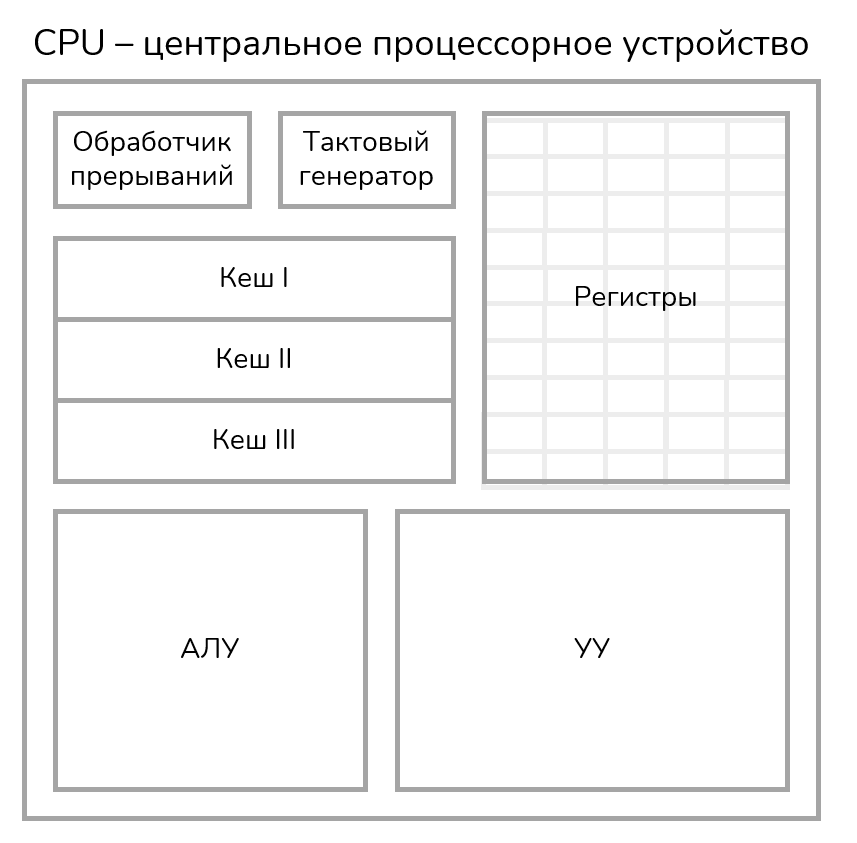 CPU – центральное процессорное устройство
Обработчик
прерываний
Тактовый
генератор
Регистры
Кеш I
Кеш II
Кеш III
АЛУ
УУ